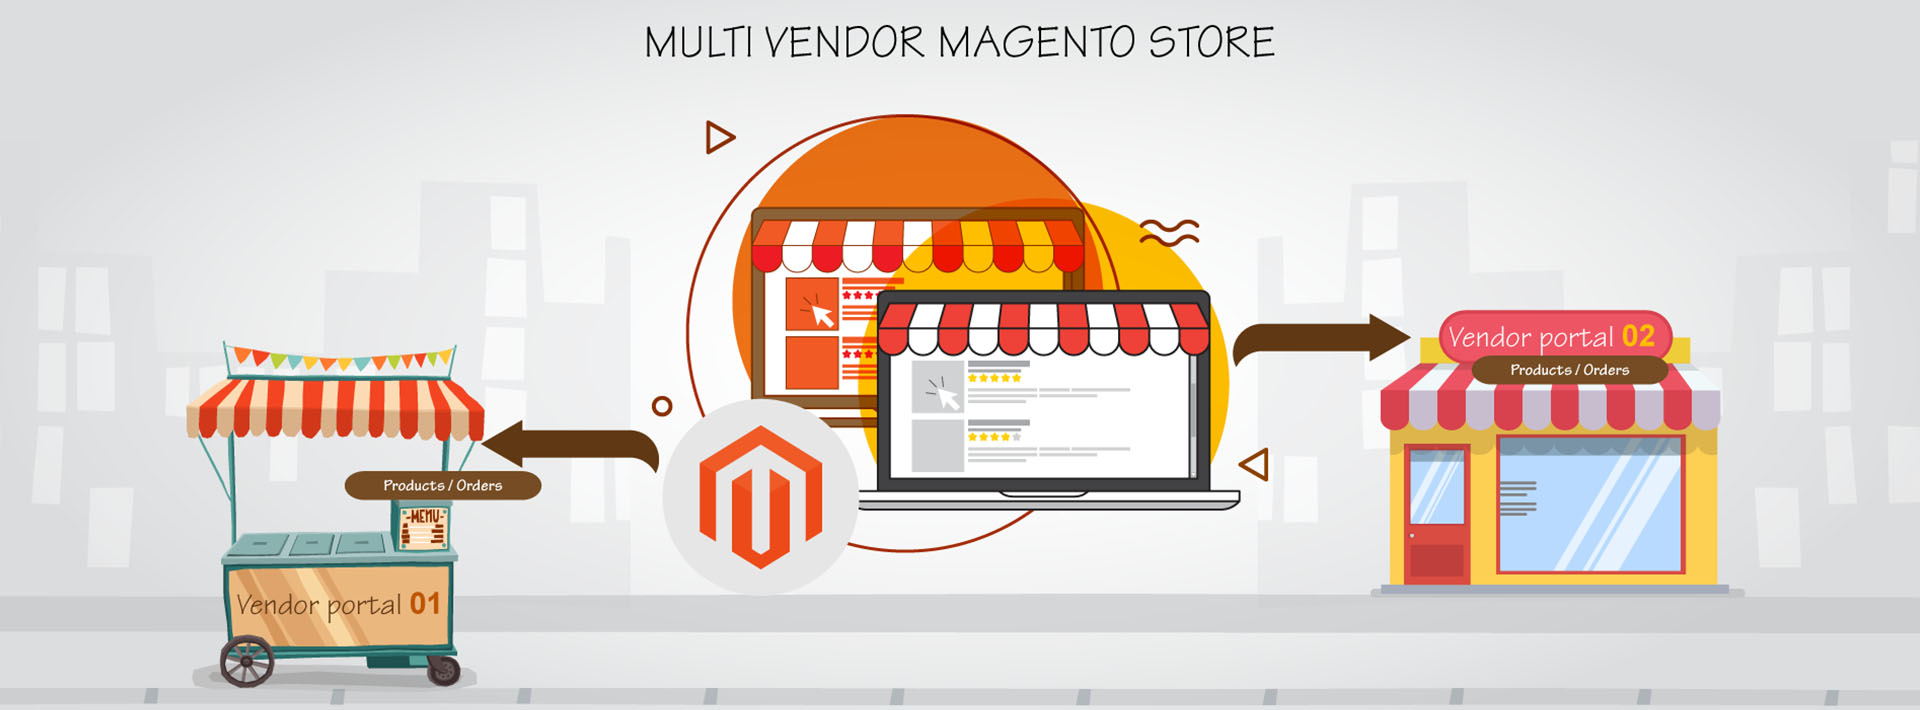 MULTI VENDOR MAGENTO STORE
Vendor portal 02
Products / Orders
Products / Orders
-MENU-
Vendor portal 01